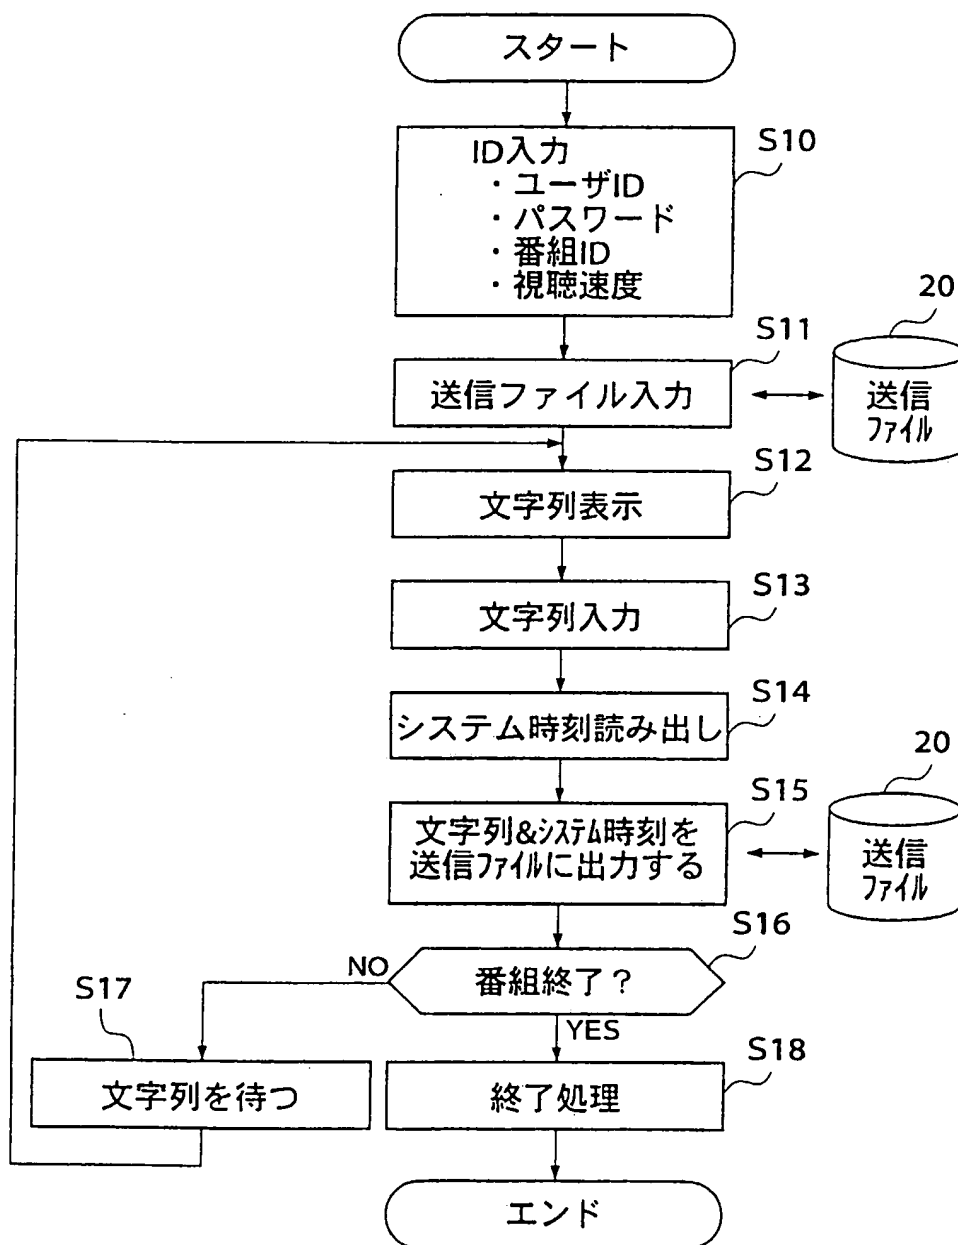 スタート
S10
ID入力
・ユーザID
・パスワード
・番組ID
・視聴速度
S11
送信ファイル入力
20
送信
ファイル
S12
文字列表示
S13
文字列入力
S14
システム時刻読み出し
S15
文字列&システム時刻を
送信ファイルに出力する
20
送信
ファイル
S16
番組終了?
NO
YES
S17
文字列を待つ
S18
終了処理
エンド